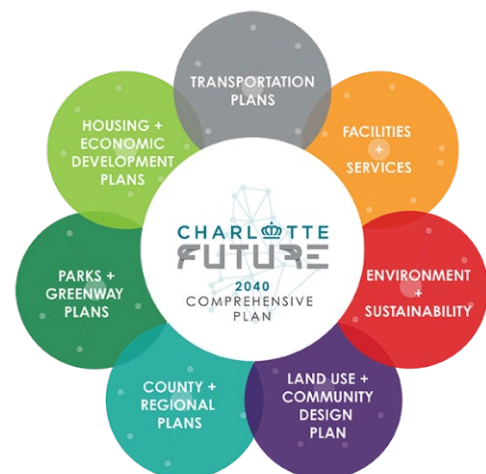 TRANSPORTATION
PLANS
FACILITIES
+
SERVICES
ENVIRONMENT
+
SUSTAINABILITY
LAND USE +
COMMUNITY
DESIGN
PLAN
COUNTY +
REGIONAL
PLANS
PARKS +
GREENWAY
PLANS
HOUSING +
ECONOMIC
DEVELOPMENT
PLANS
CHARLOTTE
FUTURE
2040
COMPREHENSIVE
PLAN